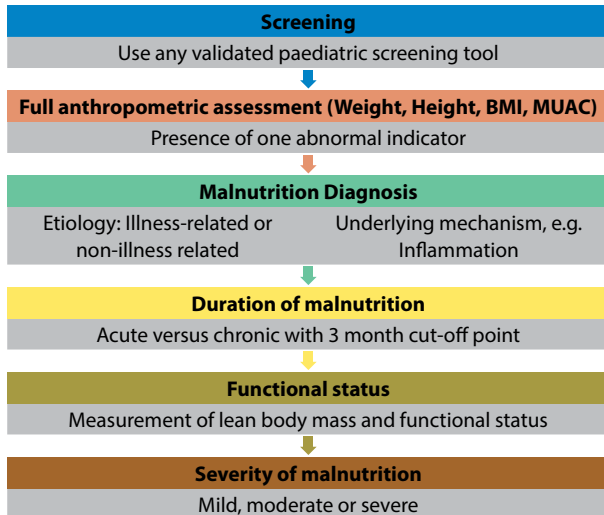 Screening
Use any validated paediatric screening tool
Full anthropometric assessment (Weight, Height, BMI, MUAC)
Presence of one abnormal indicator
Malnutrition Diagnosis
Etiology: Illness-related or
non-illness related
Underlying mechanism, e.g.
Inflammation
Duration of malnutrition
Acute versus chronic with 3 month cut-off point
Functional status
Measurement of lean body mass and functional status
Severity of malnutrition
Mild, moderate or severe